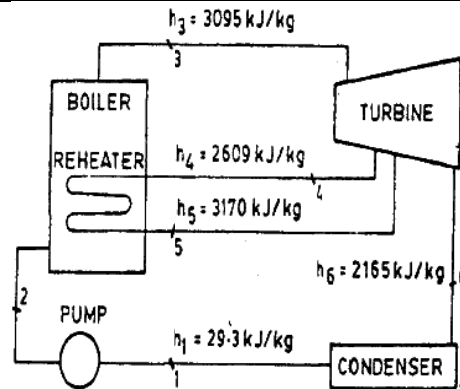 h3 = 3095 kJ/kg
3
BOILER
TURBINE
REHEATER
h4 = 2609 kJ/kg
4
h5 = 3170 kJ/kg
5
h6 = 2165 kJ/kg
2
PUMP
h1 = 29.3 kJ/kg
1
CONDENSER